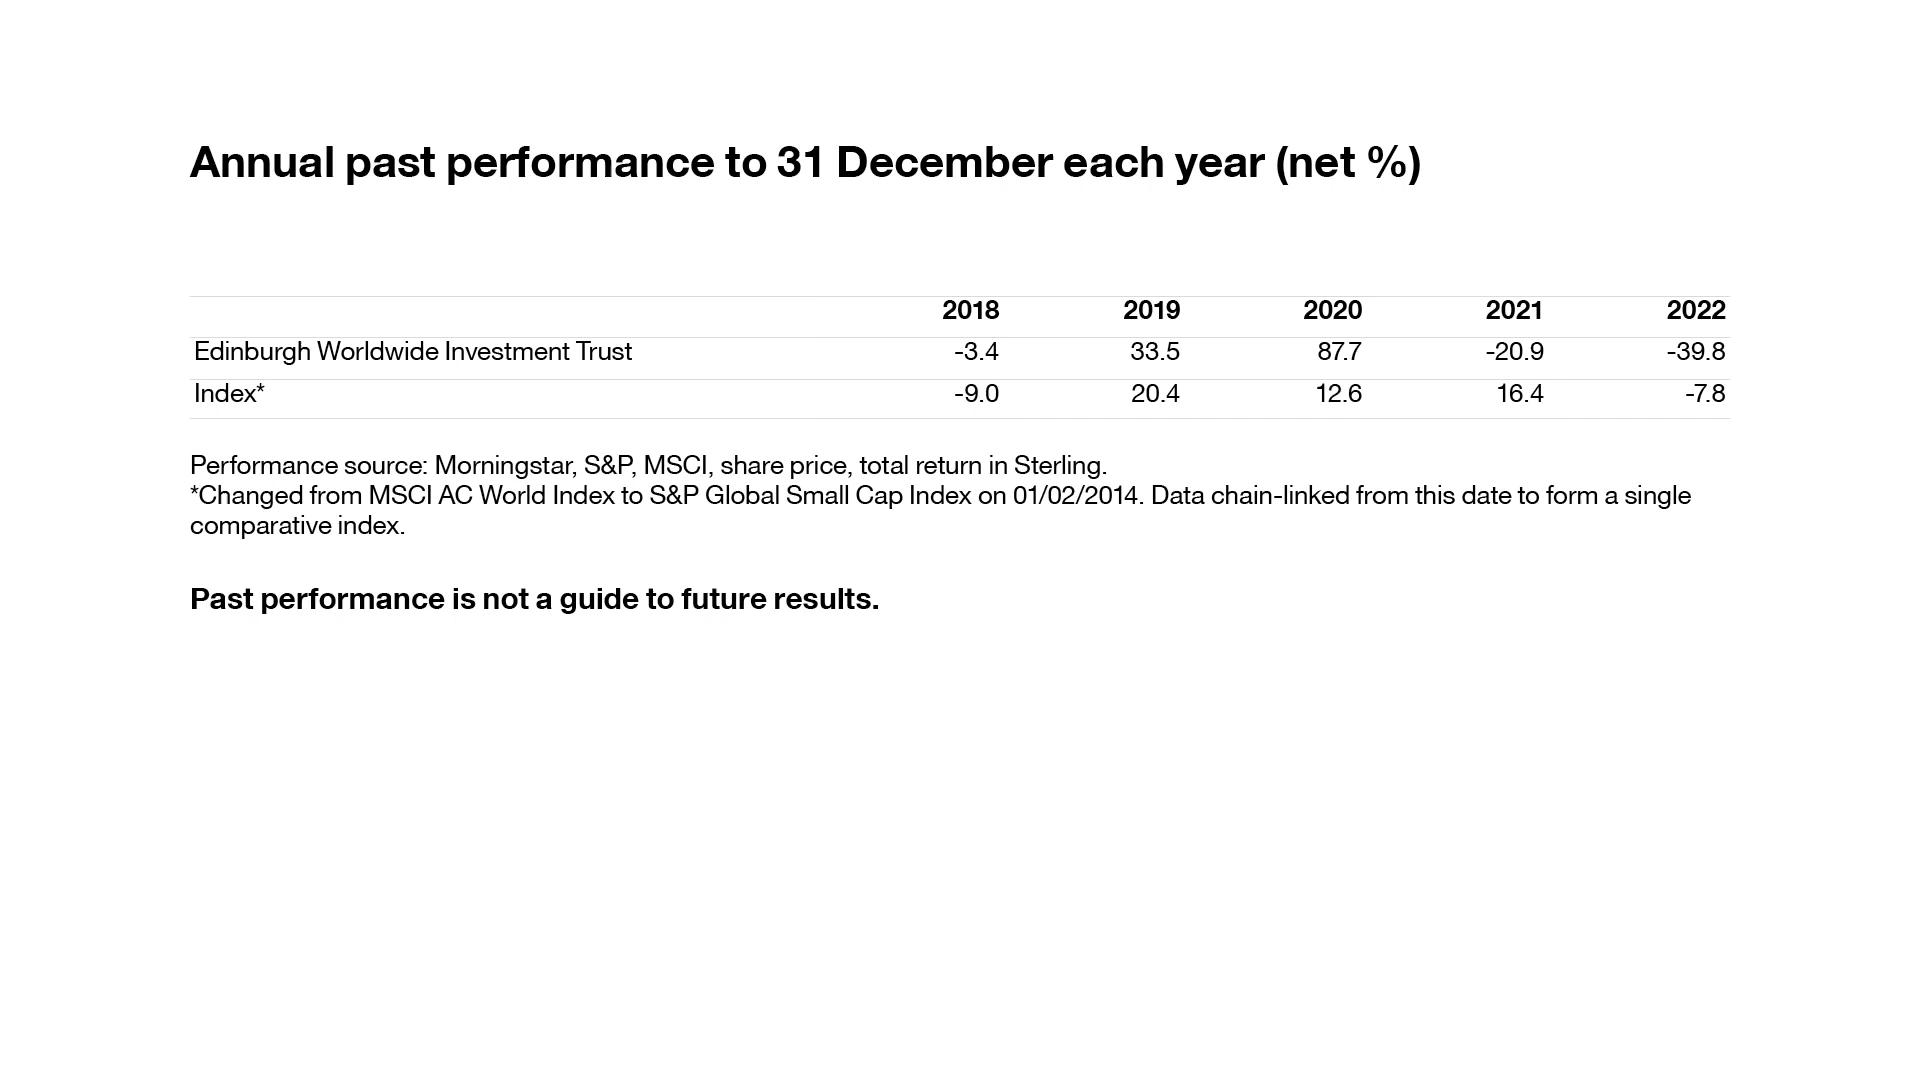 Annual past performance to 31 December each year (net %)
2018 2019 2020 2021 2022
Edinburgh Worldwide Investment Trust -3.4 33.5 87.7 -20.9 -39.8
Index* -9.0 20.4 12.6 16.4 -7.8
Performance source: Morningstar, S&P, MSCI, share price, total return in Sterling.
*Changed from MSCI AC World Index to S&P Global Small Cap Index on 01/02/2014. Data chain-linked from this date to form a single
comparative index.
Past performance is not a guide to future results.